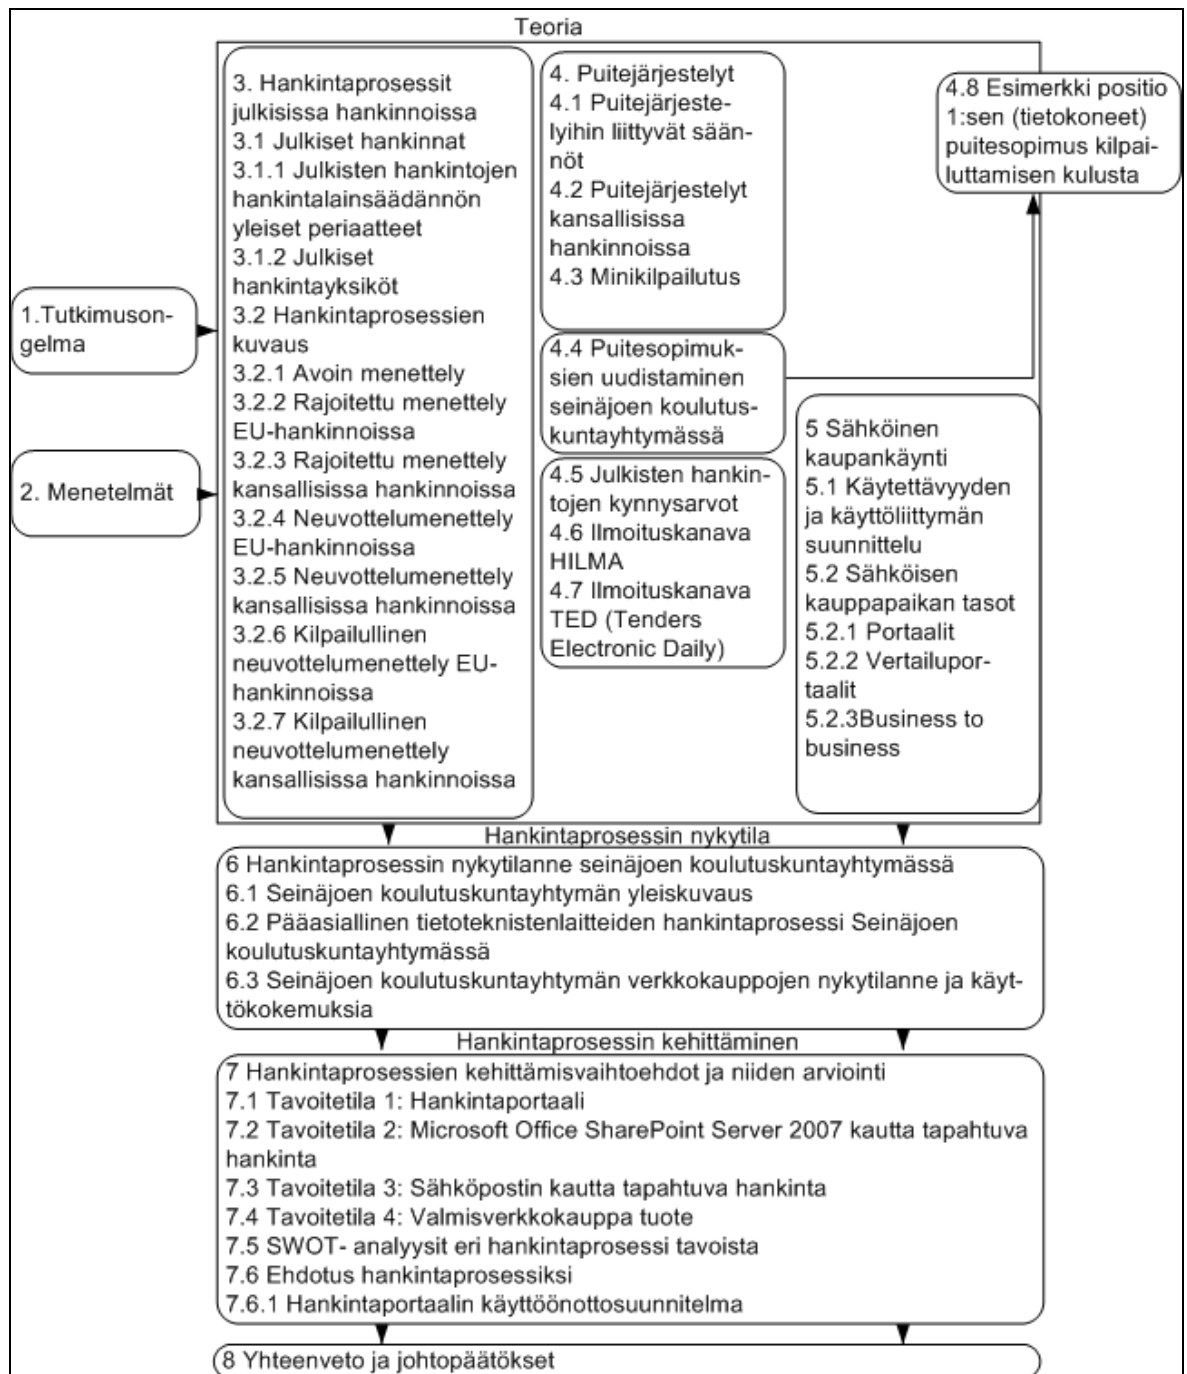 Teoria
1.Tutkimuson-
gelma
2. Menetelmät
3. Hankintaprosessit
julkisissa hankinnoissa
3.1 Julkiset hankinnat
3.1.1 Julkisten hankintojen
hankintalainsäädännön
yleiset periaatteet
3.1.2 Julkiset
hankintayksiköt
3.2 Hankintaprosessien
kuvaus
3.2.1 Avoin menettely
3.2.2 Rajoitettu menettely
EU-hankinnoissa
3.2.3 Rajoitettu menettely
kansallisissa hankinnoissa
3.2.4 Neuvottelumenettely
EU-hankinnoissa
3.2.5 Neuvottelumenettely
kansallisissa hankinnoissa
3.2.6 Kilpailullinen
neuvottelumenettely EU-
hankinnoissa
3.2.7 Kilpailullinen
neuvottelumenettely
kansallisissa hankinnoissa
4. Puitejärjestelyt
4.1 Puitejärjeste-
lyihin liittyvät sään-
nöt
4.2 Puitejärjestelyt
kansallisissa
hankinnoissa
4.3 Minikilpailutus
4.4 Puitesopimuk-
sien uudistaminen
seinäjoen koulutus-
kuntayhtymässä
4.5 Julkisten hankin-
tojen kynnysarvot
4.6 Ilmoituskanava
HILMA
4.7 Ilmoituskanava
TED (Tenders
Electronic Daily)
4.8 Esimerkki positio
1:sen (tietokoneet)
puitesopimus kilpai-
luttamisen kulusta
5 Sähköinen
kaupankäynti
5.1 Käytettävyyden
ja käyttöliittymän
suunnittelu
5.2 Sähköisen
kauppapaikan tasot
5.2.1 Portaalit
5.2.2 Vertailupor-
taalit
5.2.3Business to
business
Hankintaprosessin nykytila
6 Hankintaprosessin nykytilanne seinäjoen koulutuskuntayhtymässä
6.1 Seinäjoen koulutuskuntayhtymän yleiskuvaus
6.2 Pääasiallinen tietoteknistenlaitteiden hankintaprosessi Seinäjoen
koulutuskuntayhtymässä
6.3 Seinäjoen koulutuskuntayhtymän verkkokauppojen nykytilanne ja käyt-
tökokemuksia
Hankintaprosessin kehittäminen
7 Hankintaprosessien kehittämisvaihtoehdot ja niiden arviointi
7.1 Tavoitetila 1: Hankintaportaali
7.2 Tavoitetila 2: Microsoft Office SharePoint Server 2007 kautta tapahtuva
hankinta
7.3 Tavoitetila 3: Sähköpostin kautta tapahtuva hankinta
7.4 Tavoitetila 4: Valmisverkkokauppa tuote
7.5 SWOT- analyysit eri hankintaprosessi tavoista
7.6 Ehdotus hankintaprosessiksi
7.6.1 Hankintaportaalin käyttöönottosuunnitelma
8 Yhteenveto ja johtopäätökset